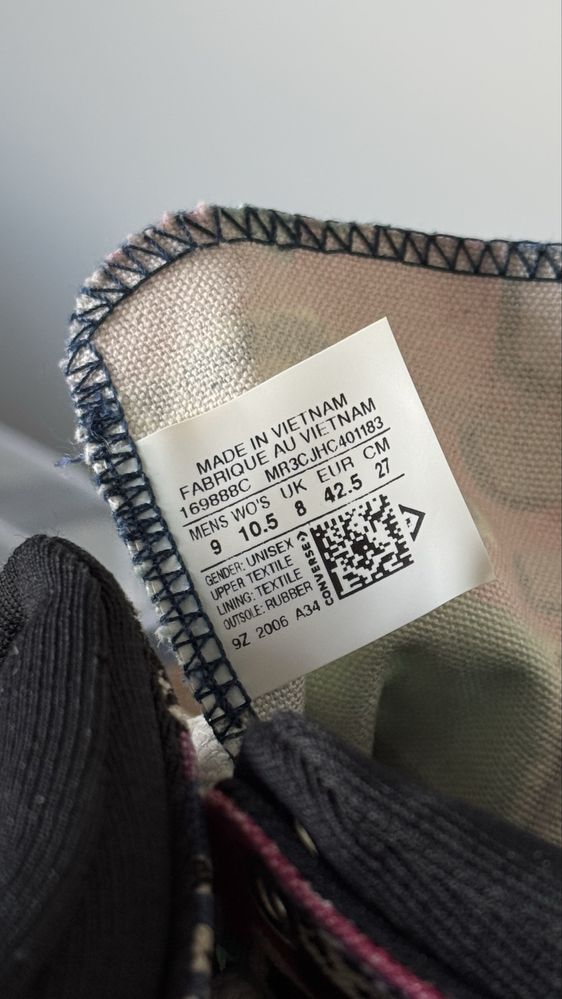 MADE IN VIETNAM
FABRIQUE AU VIETNAM
169888C MR3CJHC401183
MENS WO'S UK EUR CM
9 10.5 8 42.5 27
GENDER: UNISEX
UPPER TEXTILE
LINING: TEXTILE
OUTSOLE: RUBBER
CONVERSE>
9Z 2006 A34